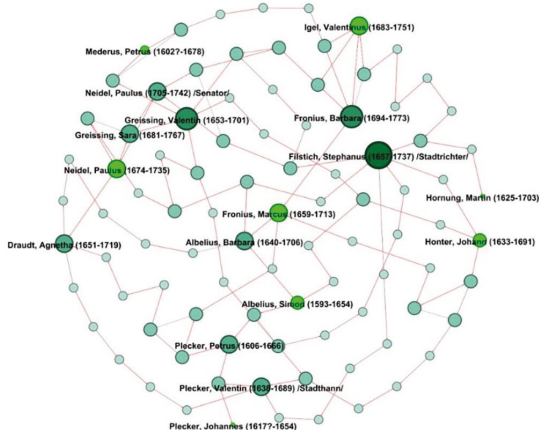 Igel, Valentinus (1683-1751)
Mederus, Petrus (1602?-1678)
Neidel, Paulus (1705-1742) /Senator/
Greissing, Valentin (1653-1701)
Fronius, Barbara (1694-1773)
Greissing, Sara (1681-1767)
Filstich, Stephanus (1657-1737) /Stadtrichter/
Neidel, Paulus (1674-1735)
Hornung, Martin (1625-1703)
Fronius, Marcus (1659-1713)
Draudt, Agnetha (1651-1719)
Albelius, Barbara (1640-1706)
Honter, Johann (1633-1691)
Albelius, Simon (1593-1654)
Plecker, Petrus (1606-1666)
Plecker, Valentin (1638-1689) /Stadthann/
Plecker, Johannes (1617?-1654)